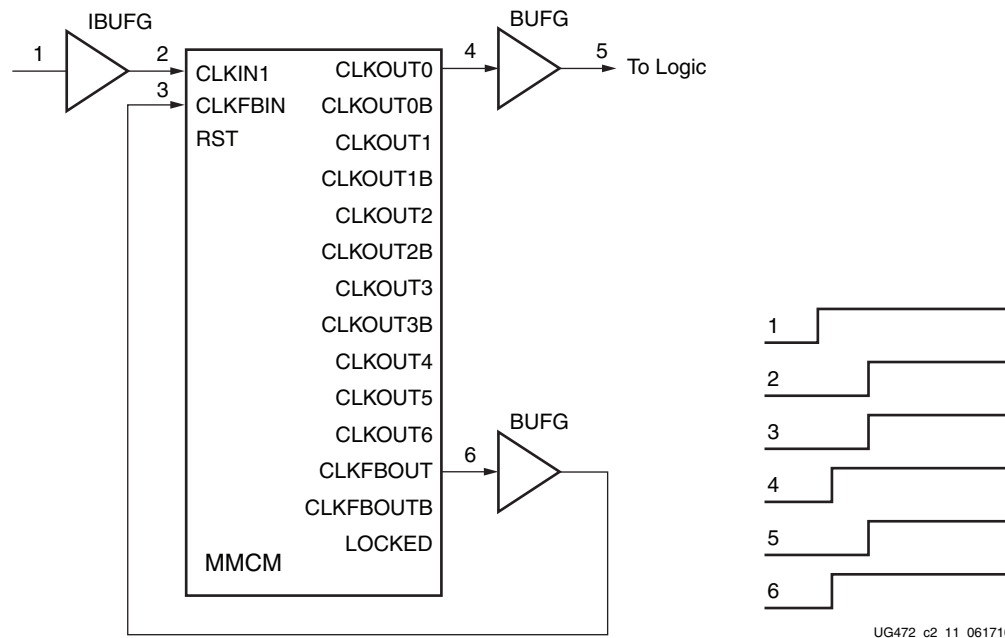 IBUFG
BUFG
1
2
4
5
To Logic
3
CLKIN1
CLKFBIN
RST
CLKOUT0
CLKOUT0B
CLKOUT1
CLKOUT1B
CLKOUT2
CLKOUT2B
CLKOUT3
CLKOUT3B
CLKOUT4
CLKOUT5
CLKOUT6
CLKFBOUT
CLKFBOUTB
LOCKED
MMCM
6
BUFG
1
2
3
4
5
6